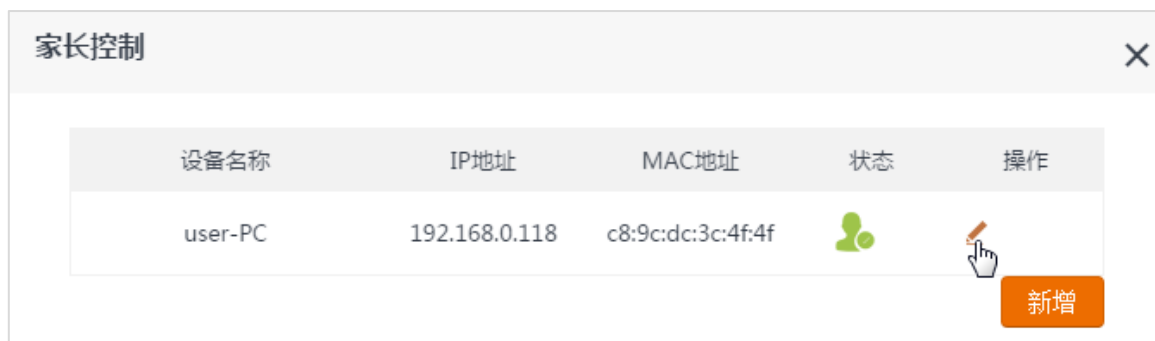 家长控制
设备名称 IP地址 MAC地址 状态 操作
user-PC 192.168.0.118 c8:9c:dc:3c:4f:4f
新增